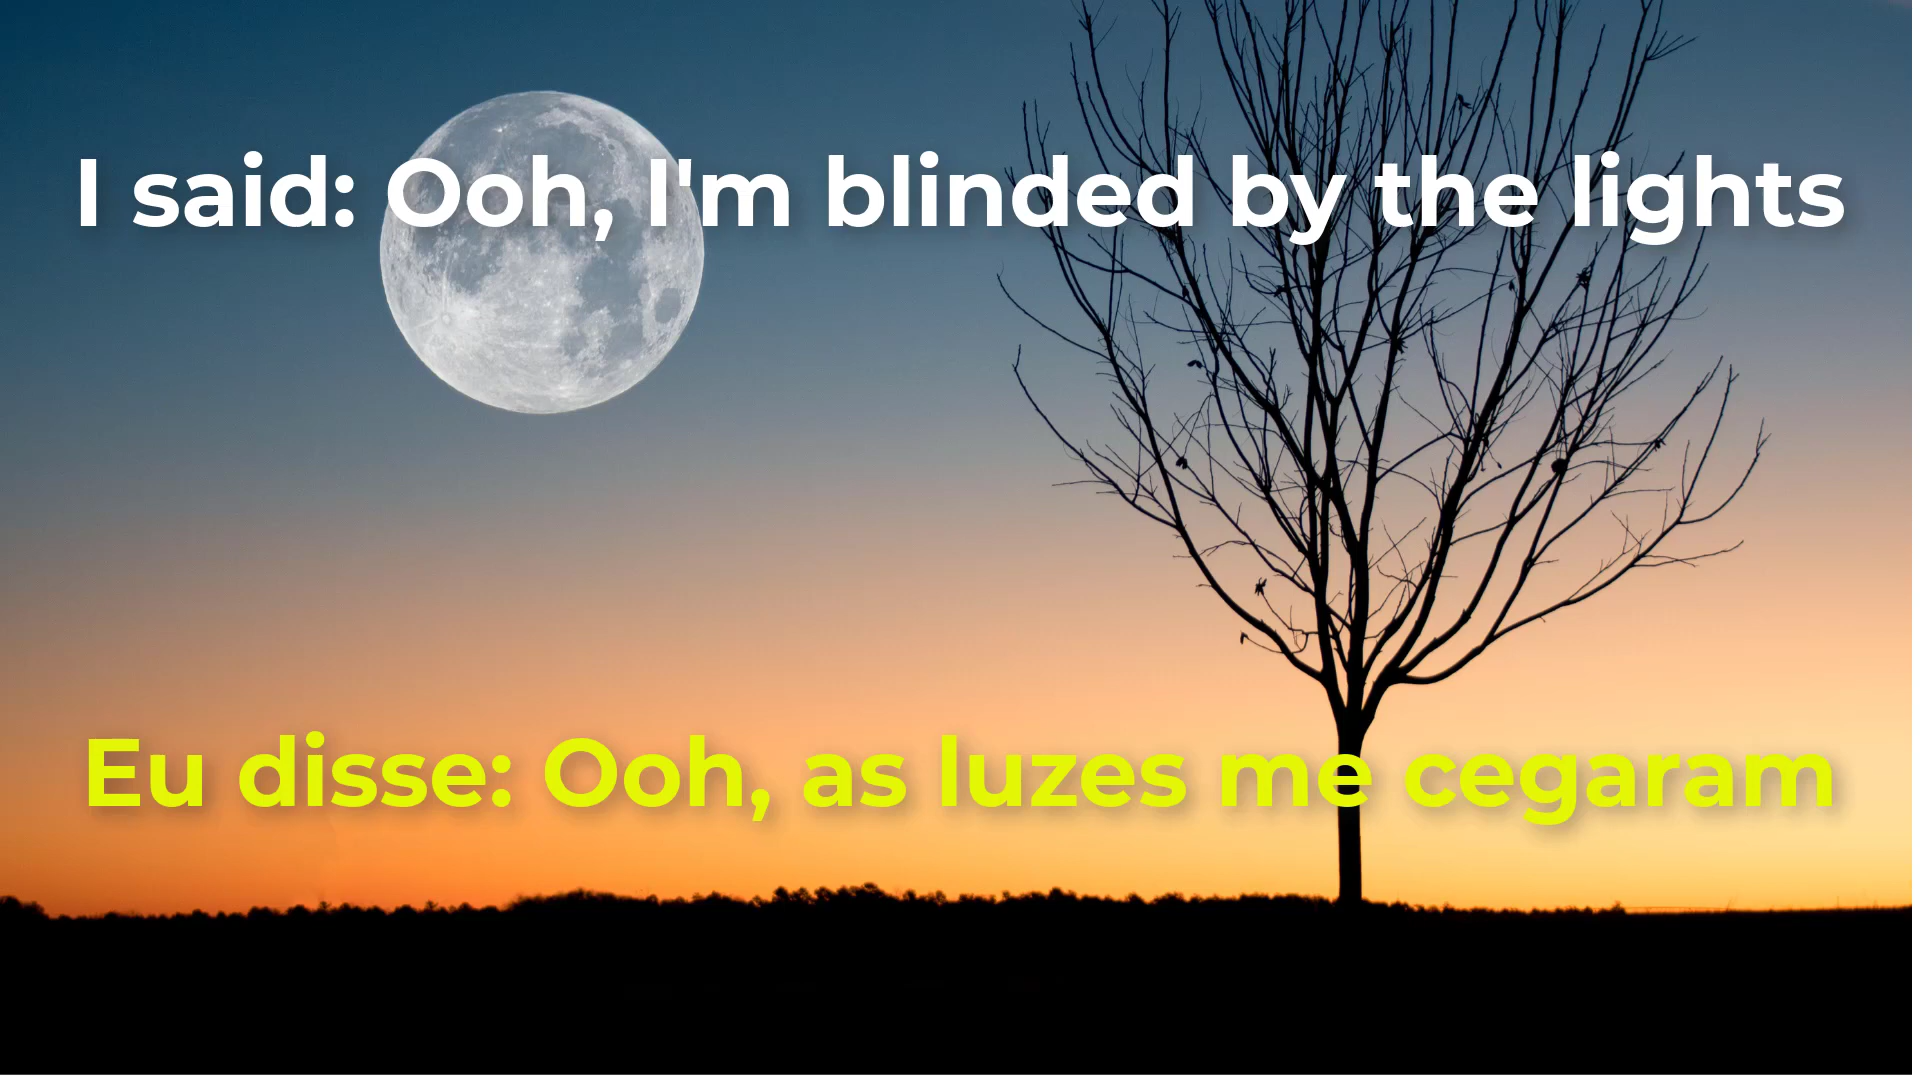 I said: Ooh, I'm blinded by the lights
Eu disse: Ooh, as luzes me cegaram